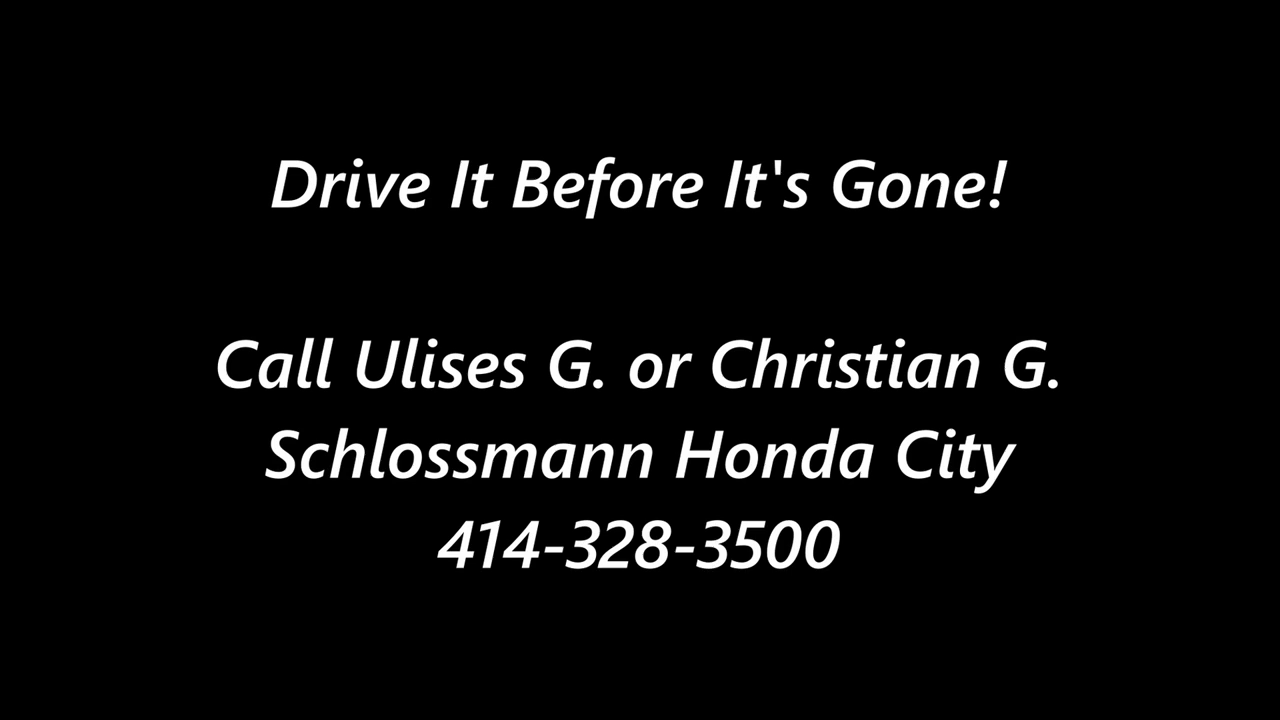 Drive It Before It's Gone!
Call Ulises G. or Christian G.
Schlossmann Honda City
414-328-3500